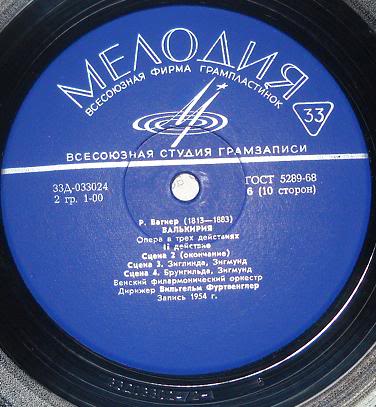 МЕЛОДИЯ
ВСЕСОЮЗНАЯ ФИРМА ГРАМПЛАСТИНОК
33
ВСЕСОЮЗНАЯ СТУДИЯ ГРАМЗАПИСИ
33Д-033024
2 гр. 1-00
ГОСТ 5289-68
6 (10 сторон)
Р. Вагнер (1813—1883)
ВАЛЬКИРИЯ
Опера в трех действиях
II действие
Сцена 2 (окончание)
Сцена 3. Зиглинда, Зигмунд
Сцена 4. Брунгильда, Зигмунд
Венский филармонический оркестр
Дирижер Вильгельм Фуртвенглер
Запись 1954 г.